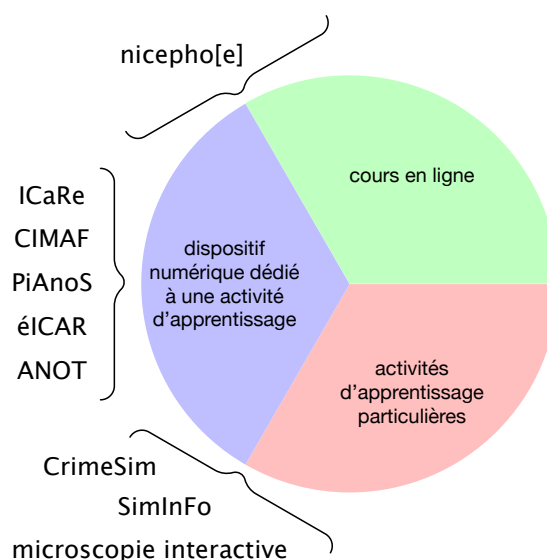 nicepho[e]
cours en ligne
ICaRe
CIMAF
PiAnoS
éICAR
ANOT
dispositif
numérique dédié
à une activité
d'apprentissage
activités
d'apprentissage
particulières
CrimeSim
SimInFo
microscopie interactive